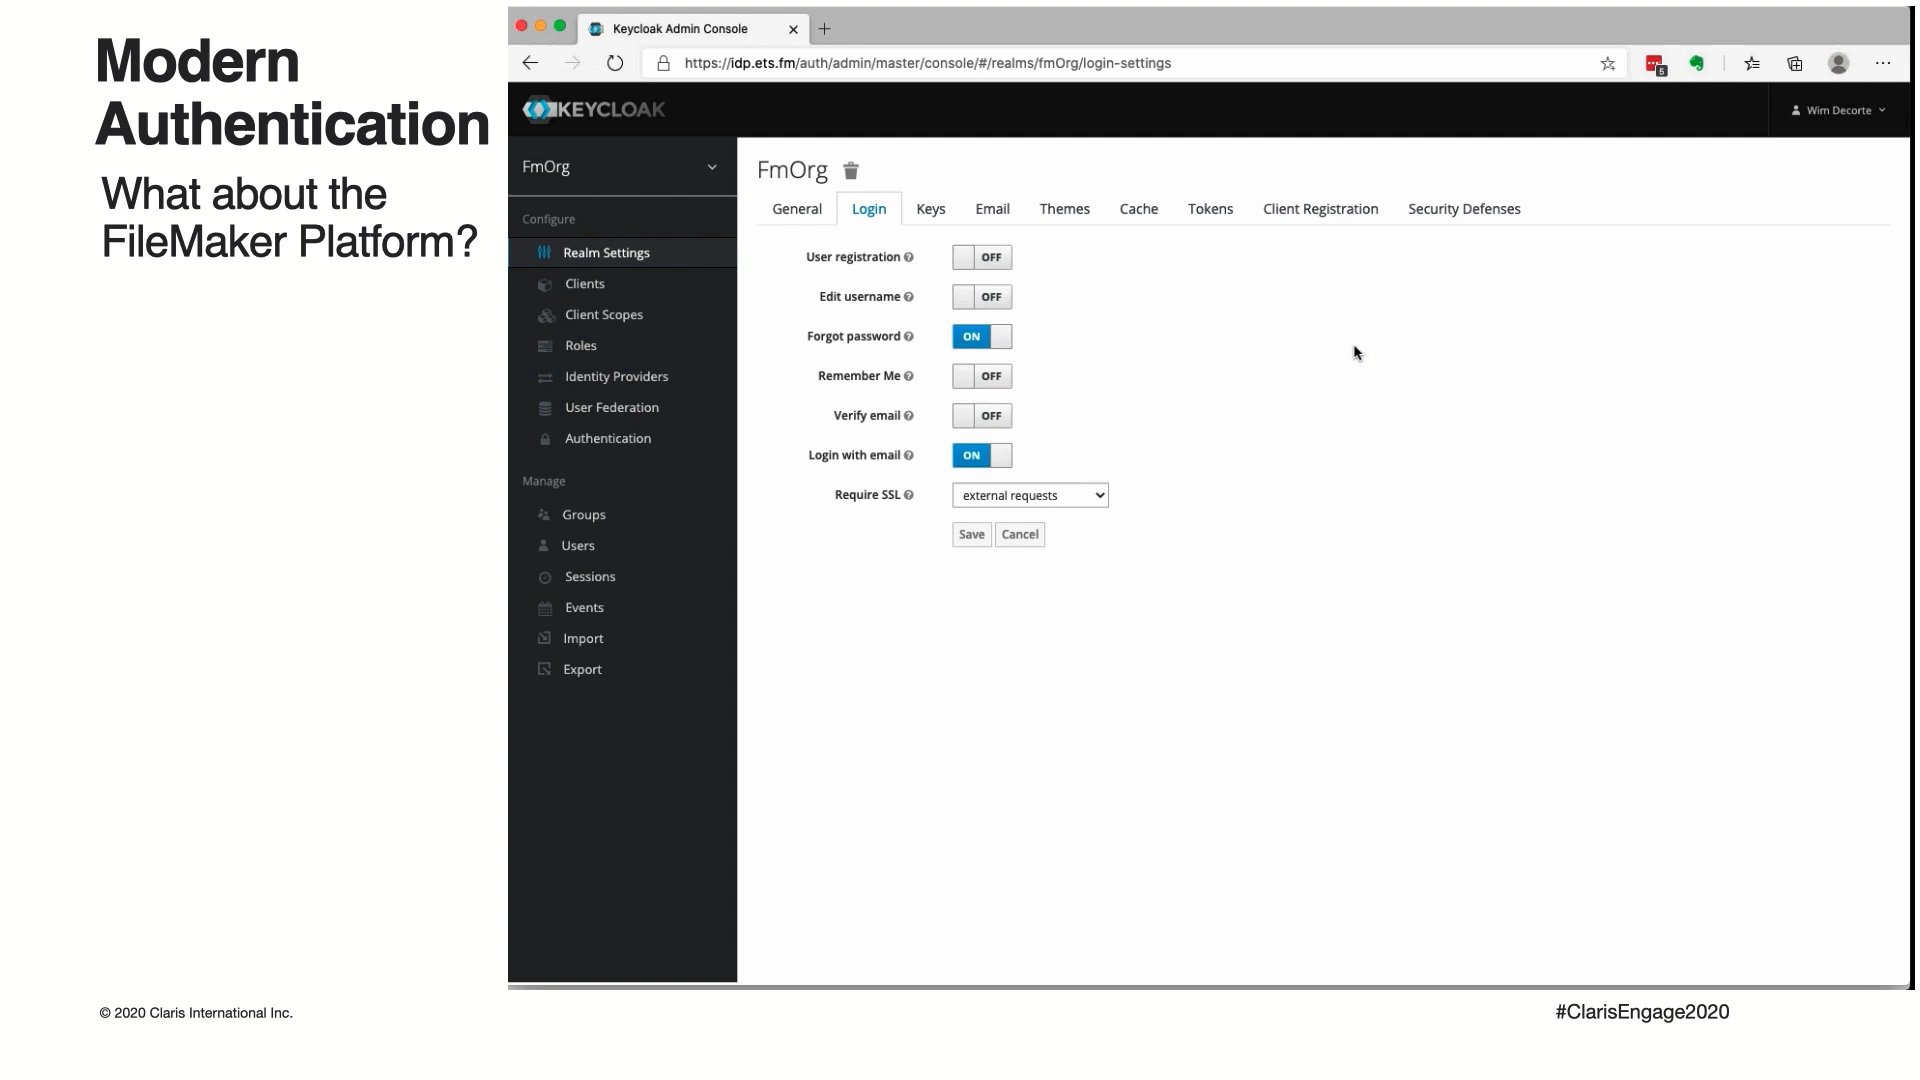 Modern
Authentication
What about the
FileMaker Platform?
Keycloak Admin Console
https://idp.ets.fm/auth/admin/master/console/#/realms/fmOrg/login-settings
5
KEYCLOAK
Wim Decorte
FmOrg
Configure
Realm Settings
Clients
Client Scopes
Roles
Identity Providers
User Federation
Authentication
Manage
Groups
Users
Sessions
Events
Import
Export
FmOrg
General Login Keys Email Themes Cache Tokens Client Registration Security Defenses
User registration OFF
Edit username OFF
Forgot password ON
Remember Me OFF
Verify email OFF
Login with email ON
Require SSL external requests
Save Cancel
© 2020 Claris International Inc.
#ClarisEngage2020